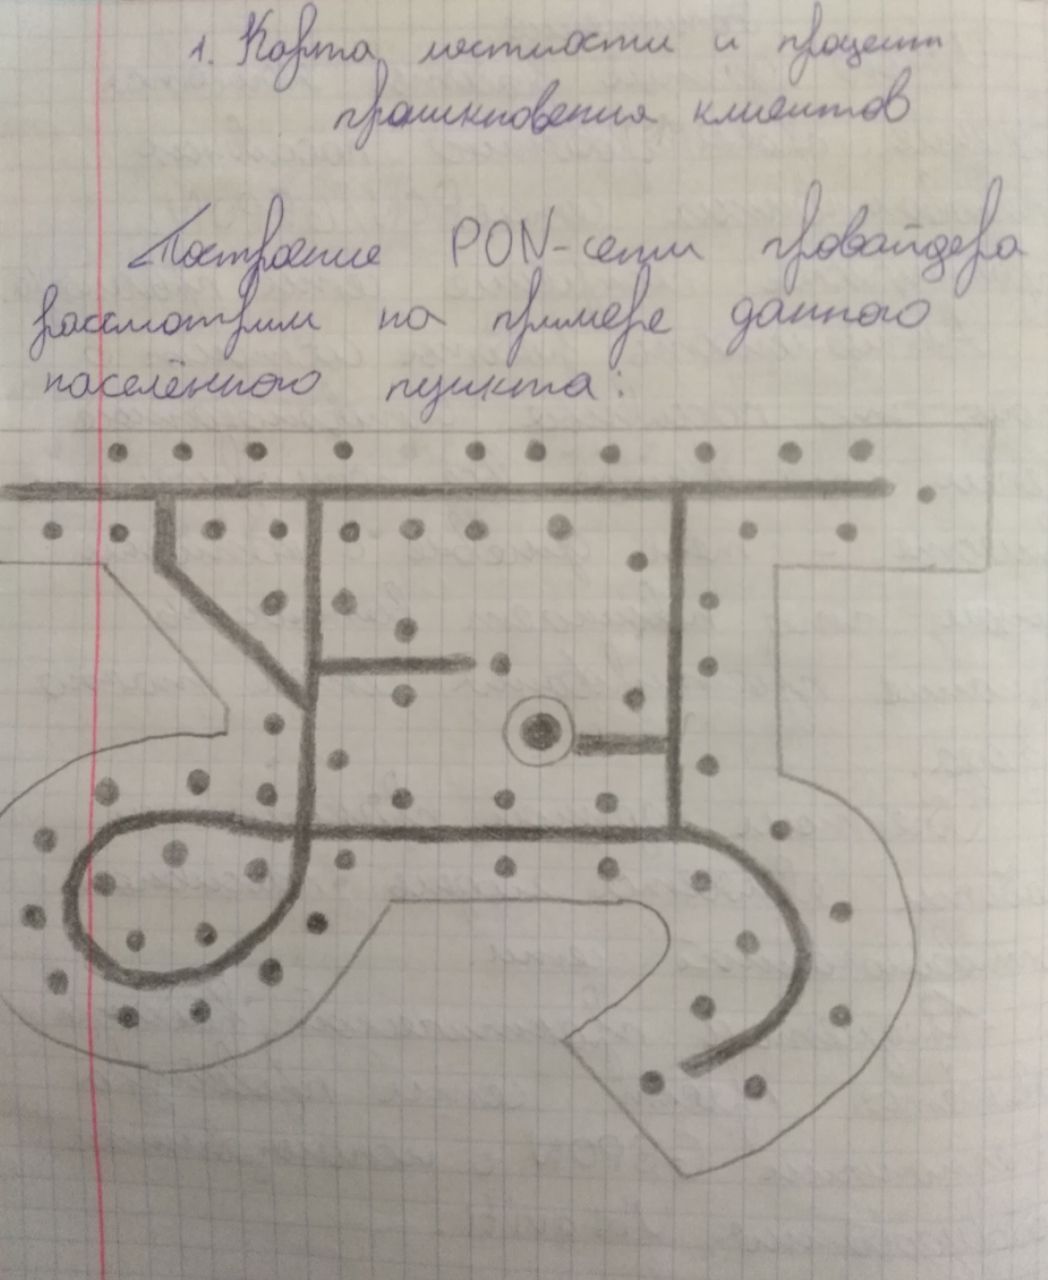 1. Карта местности и процент
проникновения клиентов
Построение PON-сети провайдера
рассмотрим на примере данного
населённого пункта: